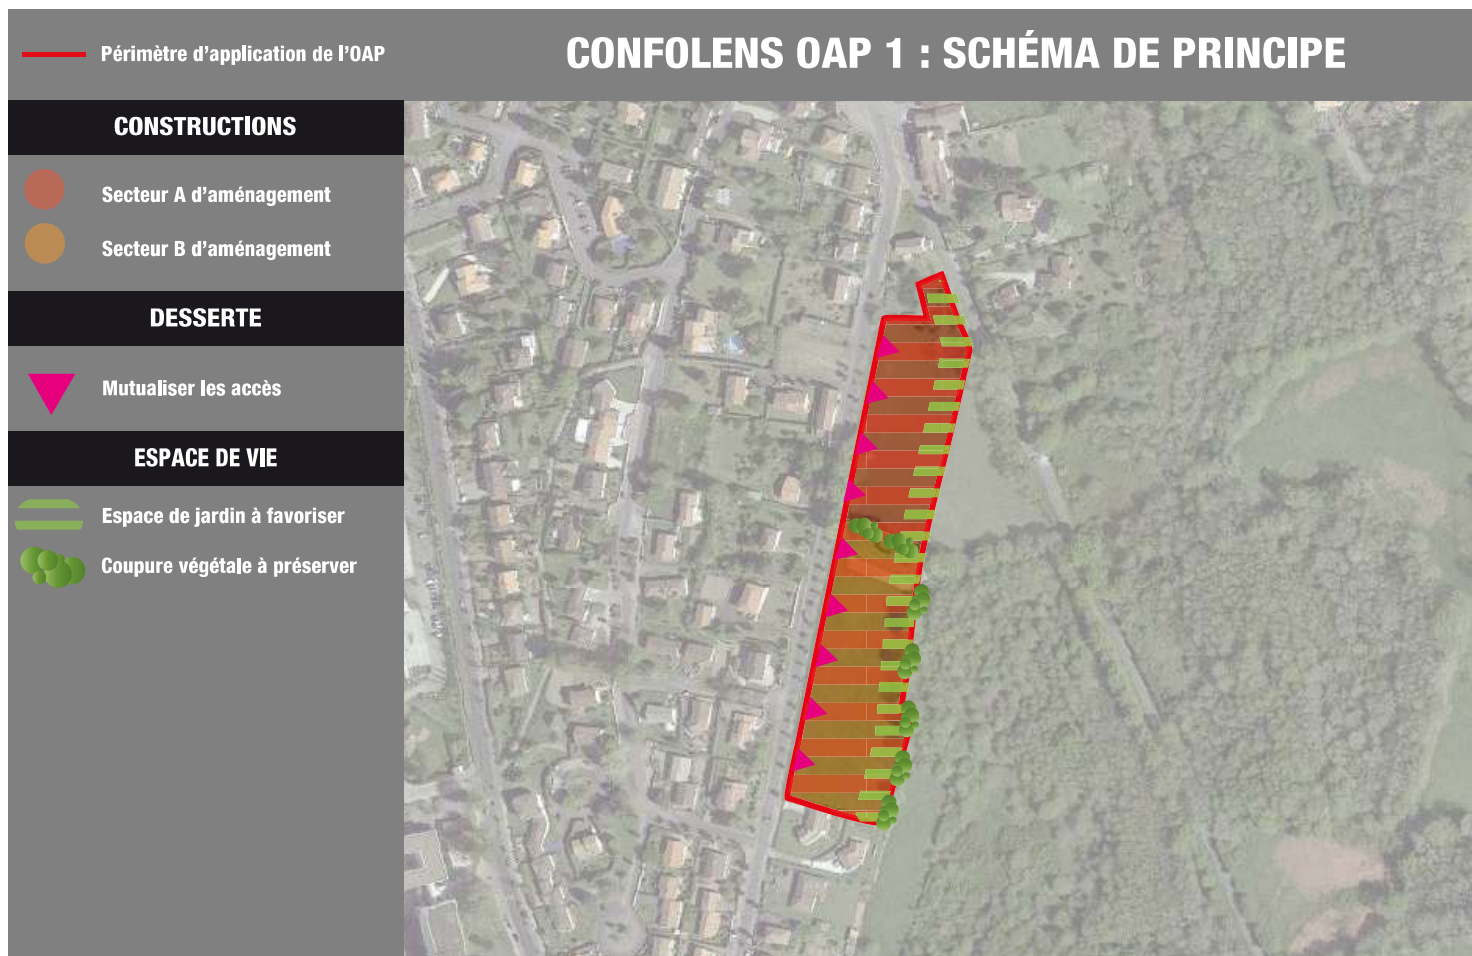 Périmètre d'application de l'OAP
CONFOLENS OAP 1 : SCHÉMA DE PRINCIPE
CONSTRUCTIONS
Secteur A d'aménagement
Secteur B d'aménagement
DESSERTE
Mutualiser les accès
ESPACE DE VIE
Espace de jardin à favoriser
Coupure végétale à préserver